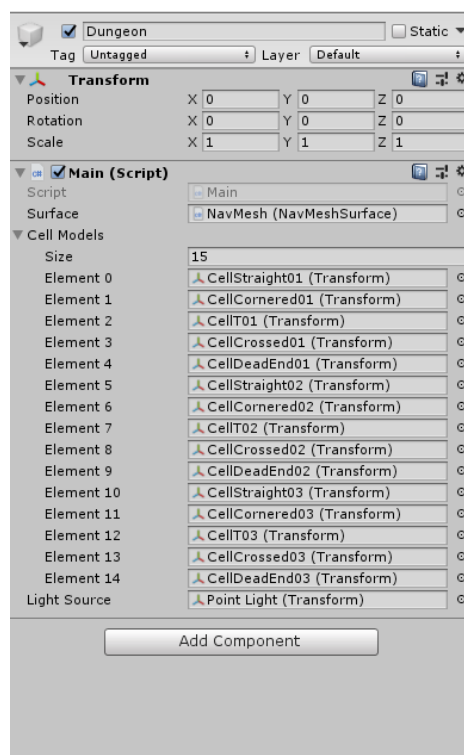 Dungeon Static
Tag Untagged Layer Default
Transform
Position X 0 Y 0 Z 0
Rotation X 0 Y 0 Z 0
Scale X 1 Y 1 Z 1
Main (Script)
Script Main
Surface NavMesh (NavMeshSurface)
Cell Models
Size 15
Element 0 CellStraight01 (Transform)
Element 1 CellCornered01 (Transform)
Element 2 CellT01 (Transform)
Element 3 CellCrossed01 (Transform)
Element 4 CellDeadEnd01 (Transform)
Element 5 CellStraight02 (Transform)
Element 6 CellCornered02 (Transform)
Element 7 CellT02 (Transform)
Element 8 CellCrossed02 (Transform)
Element 9 CellDeadEnd02 (Transform)
Element 10 CellStraight03 (Transform)
Element 11 CellCornered03 (Transform)
Element 12 CellT03 (Transform)
Element 13 CellCrossed03 (Transform)
Element 14 CellDeadEnd03 (Transform)
Light Source Point Light (Transform)
Add Component